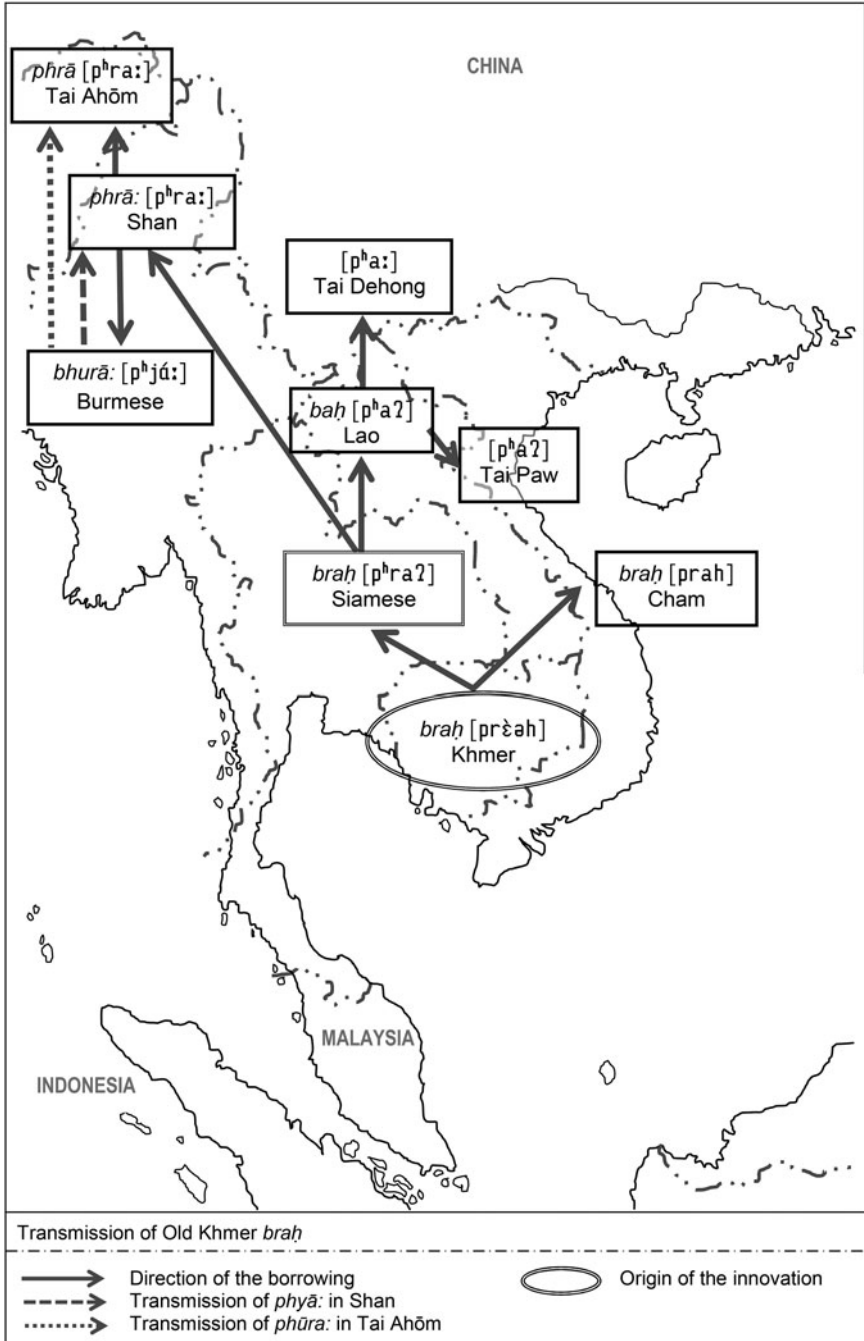 CHINA
phrā [pʰraː]
Tai Ahōm
phrā: [pʰraː]
Shan
[pʰaː]
Tai Dehong
bhurā: [pʰjáː]
Burmese
baḥ [pʰaʔ]
Lao
[pʰaʔ]
Tai Paw
braḥ [pʰraʔ]
Siamese
braḥ [prah]
Cham
braḥ [prɛ̀əh]
Khmer
MALAYSIA
INDONESIA
Transmission of Old Khmer braḥ
Direction of the borrowing
Origin of the innovation
Transmission of phyā: in Shan
Transmission of phūra: in Tai Ahōm